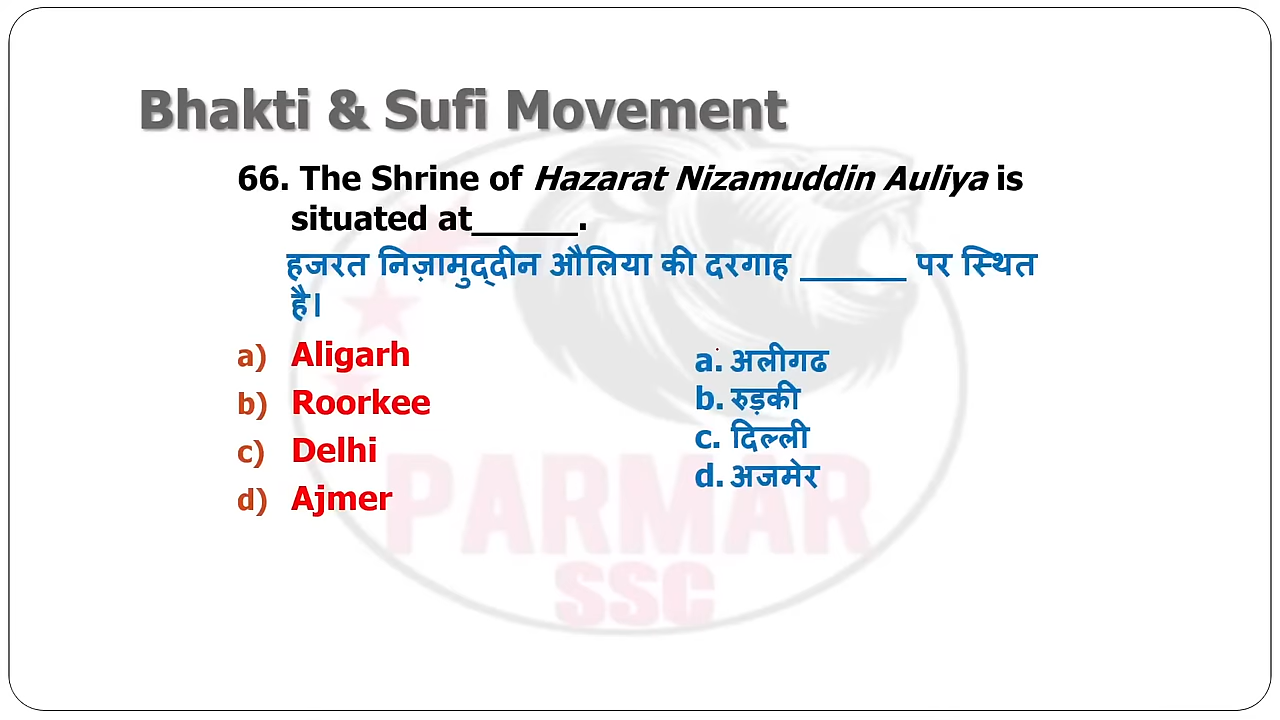 Bhakti & Sufi Movement
66. The Shrine of Hazarat Nizamuddin Auliya is
situated at______.
हजरत निज़ामुद्दीन औलिया की दरगाह ______ पर स्थित
है।
a) Aligarh
b) Roorkee
c) Delhi
d) Ajmer
a. अलीगढ
b. रुड़की
c. दिल्ली
d. अजमेर
PARMAR
SSC